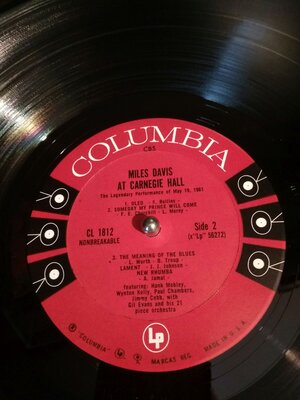 COLUMBIA
CBS
MILES DAVIS
AT CARNEGIE HALL
The Legendary Performance of May 19, 1961
1. OLEO - S. Rollins -
2. SOMEDAY MY PRINCE WILL COME
- F. E. Churchill - L. Morey -
CL 1812
NONBREAKABLE
Side 2
(x"Lp" 56272)
3. THE MEANING OF THE BLUES
- L. Worth - B. Troup -
LAMENT - J. J. Johnson -
NEW RHUMBA
- A. Jamal -
featuring: Hank Mobley,
Wynton Kelly, Paul Chambers,
Jimmy Cobb, with
Gil Evans and his 21
piece orchestra
Lp
® "COLUMBIA"
MARCAS REG.
MADE IN U.S.A.